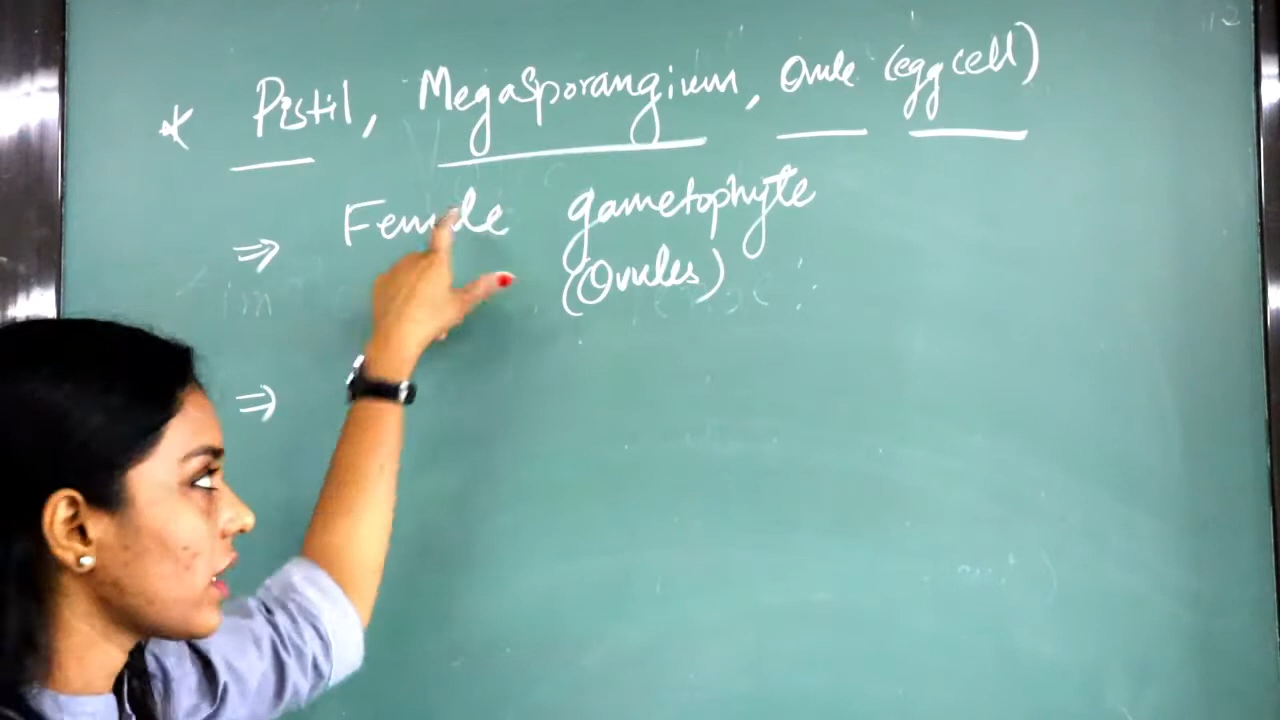 * Pistil, Megasporangium, Ovule (egg cell)
⇒ Female gametophyte
(Ovules)
⇒